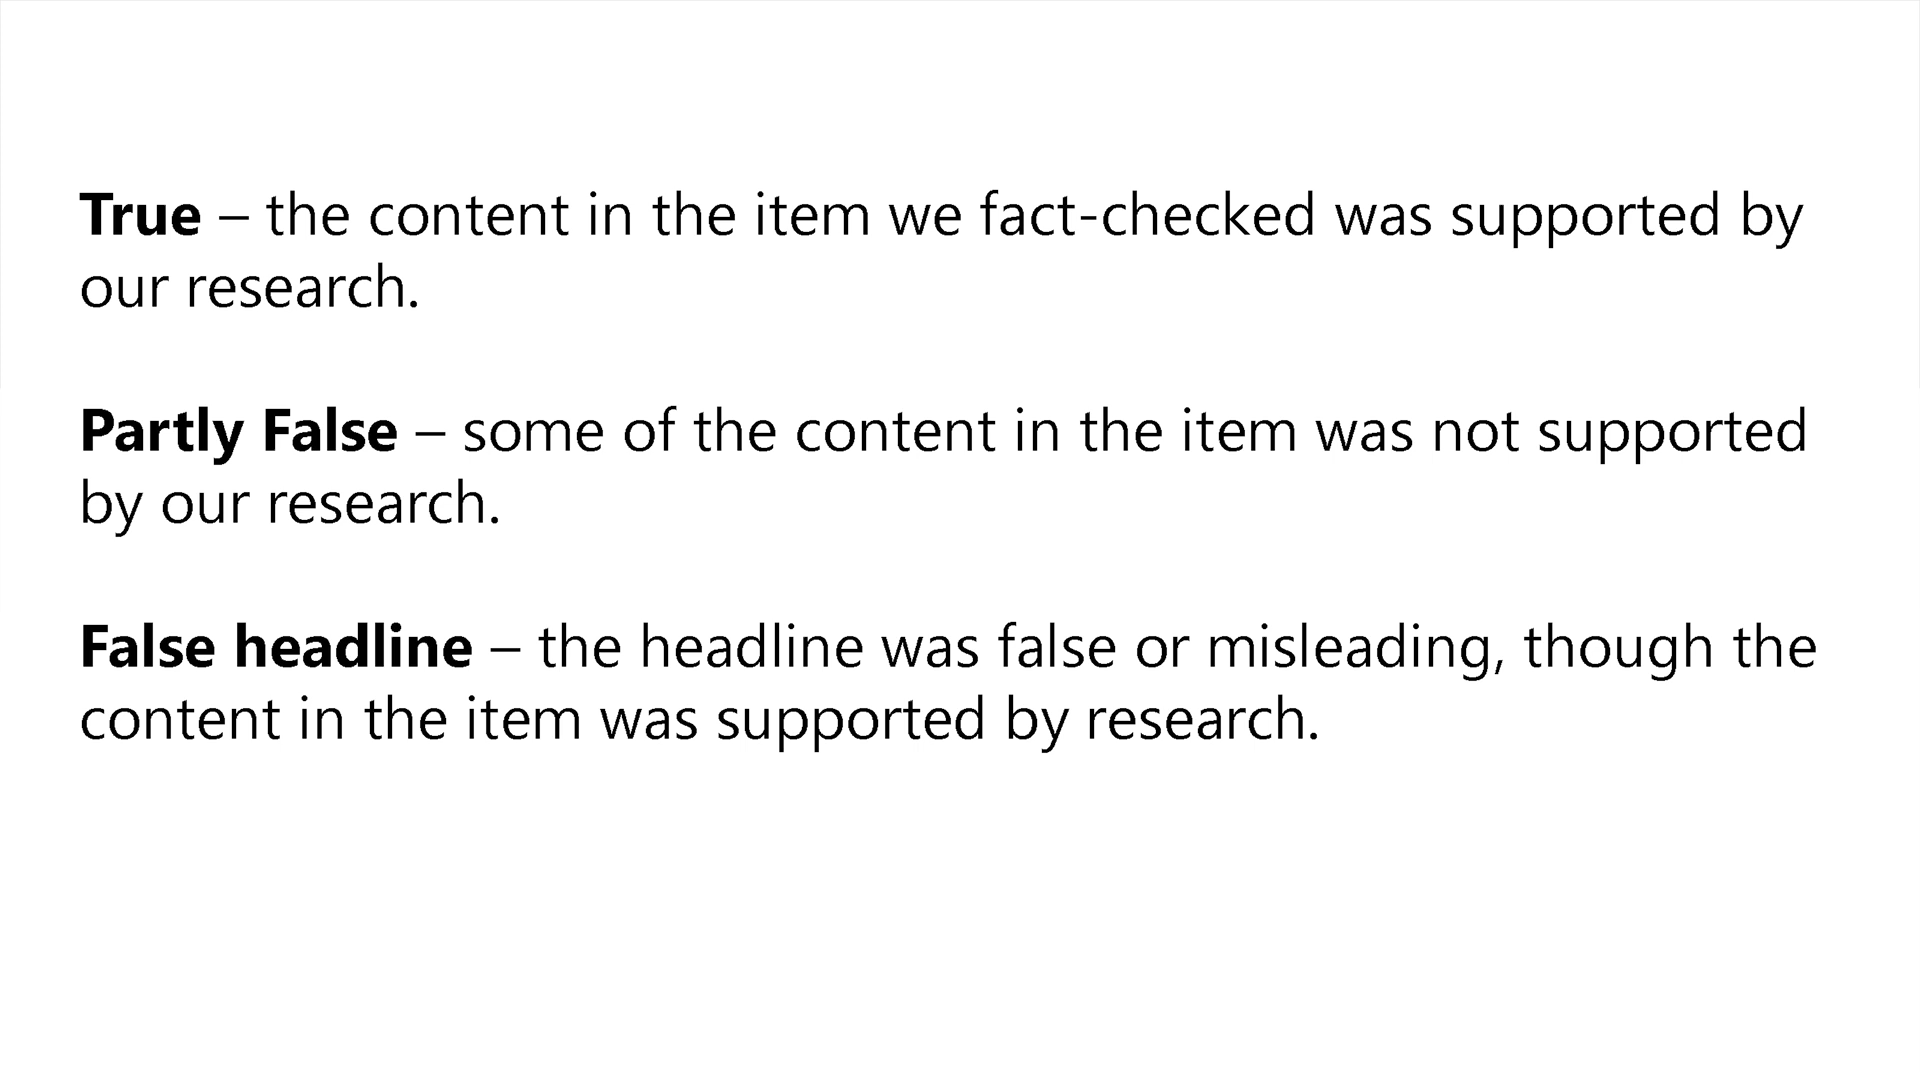 True – the content in the item we fact-checked was supported by
our research.
Partly False – some of the content in the item was not supported
by our research.
False headline – the headline was false or misleading, though the
content in the item was supported by research.